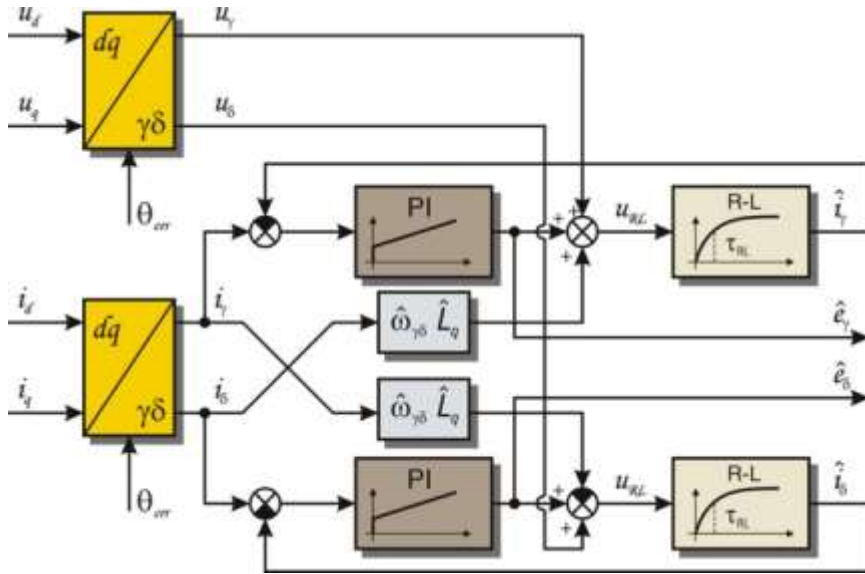 u_d
dq
u_γ
u_q
γδ
u_δ
θ_err
PI
+
+
+
u_RL
R-L
τ_RL
î_γ
i_d
dq
i_γ
ω̂_γδ L̂_q
ê_γ
i_q
γδ
i_δ
ω̂_γδ L̂_q
ê_δ
θ_err
PI
+
+
u_RL
R-L
τ_RL
î_δ